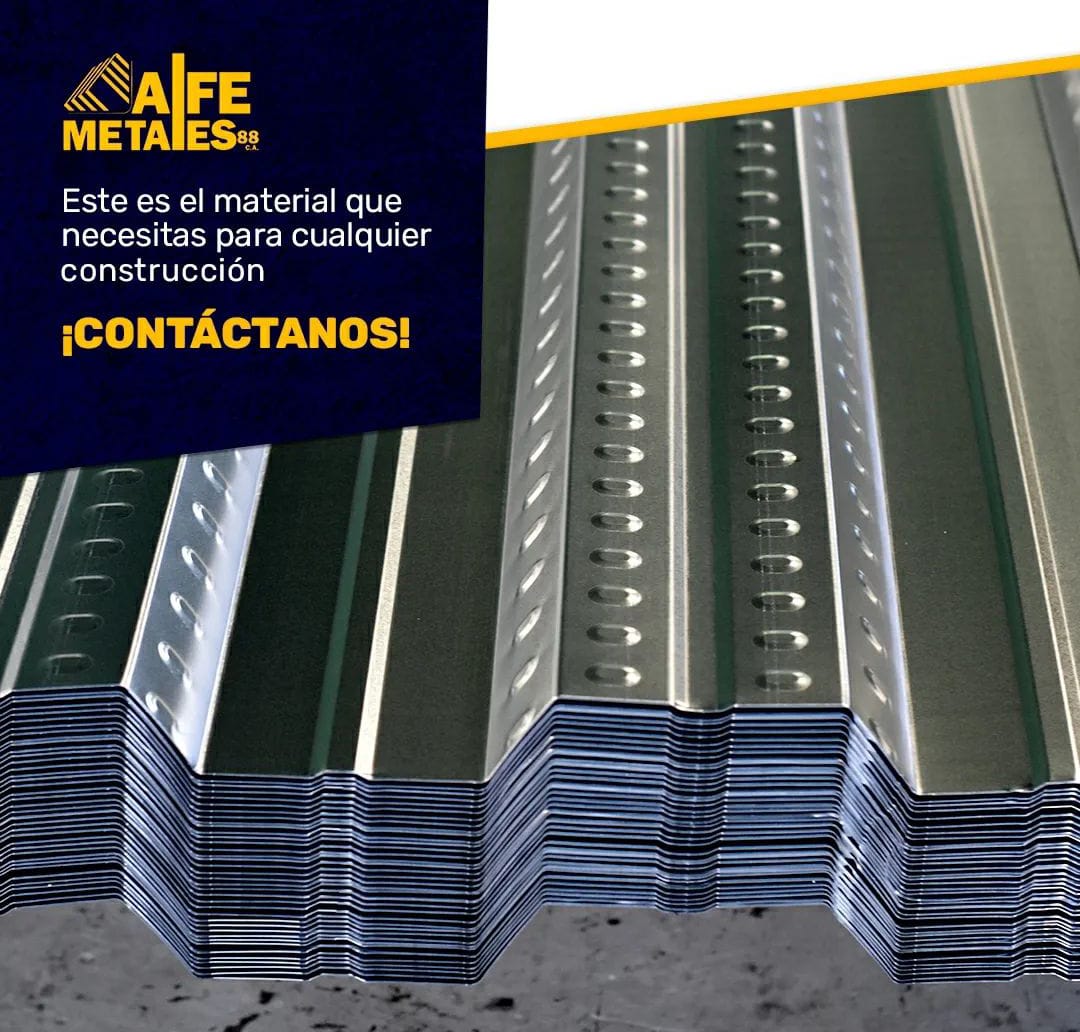 ALFE
METALES 88
C.A.
Este es el material que
necesitas para cualquier
construcción
¡CONTÁCTANOS!